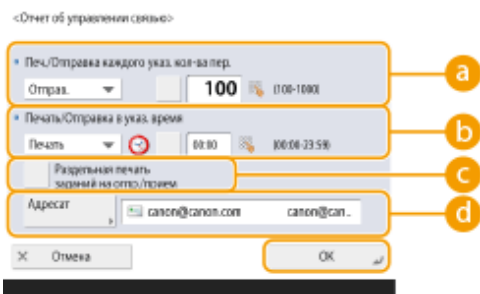 <Отчет об управлении связью>
Печ./Отправка каждого указ. кол-ва пер.
a
Отправ. 100 (100-1000)
Печать/Отправка в указ. время
b
Печать 00:00 (00:00-23:59)
Раздельная печать
заданий на отпр./прием
c
Адресат canon@canon.com canon@can...
d
Отмена OK